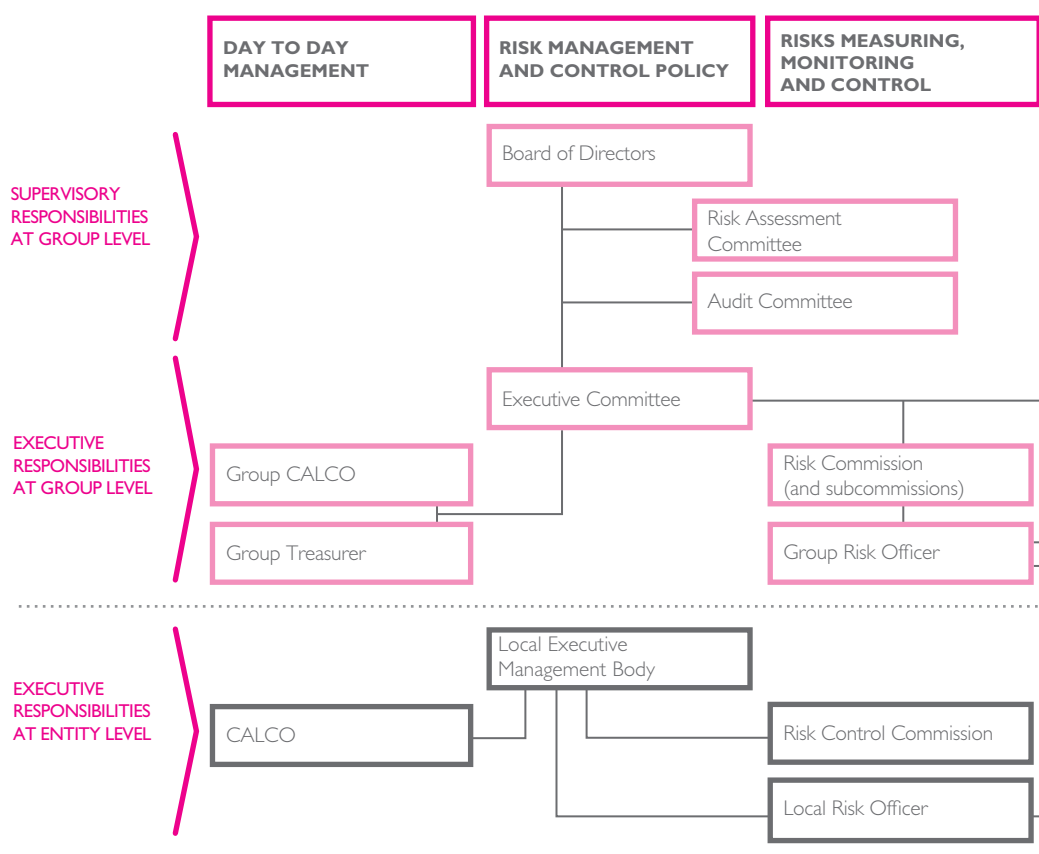 DAY TO DAY
MANAGEMENT
RISK MANAGEMENT
AND CONTROL POLICY
RISKS MEASURING,
MONITORING
AND CONTROL
SUPERVISORY
RESPONSIBILITIES
AT GROUP LEVEL
Board of Directors
Risk Assessment
Committee
Audit Committee
EXECUTIVE
RESPONSIBILITIES
AT GROUP LEVEL
Executive Committee
Group CALCO
Risk Commission
(and subcommissions)
Group Treasurer
Group Risk Officer
EXECUTIVE
RESPONSIBILITIES
AT ENTITY LEVEL
Local Executive
Management Body
CALCO
Risk Control Commission
Local Risk Officer